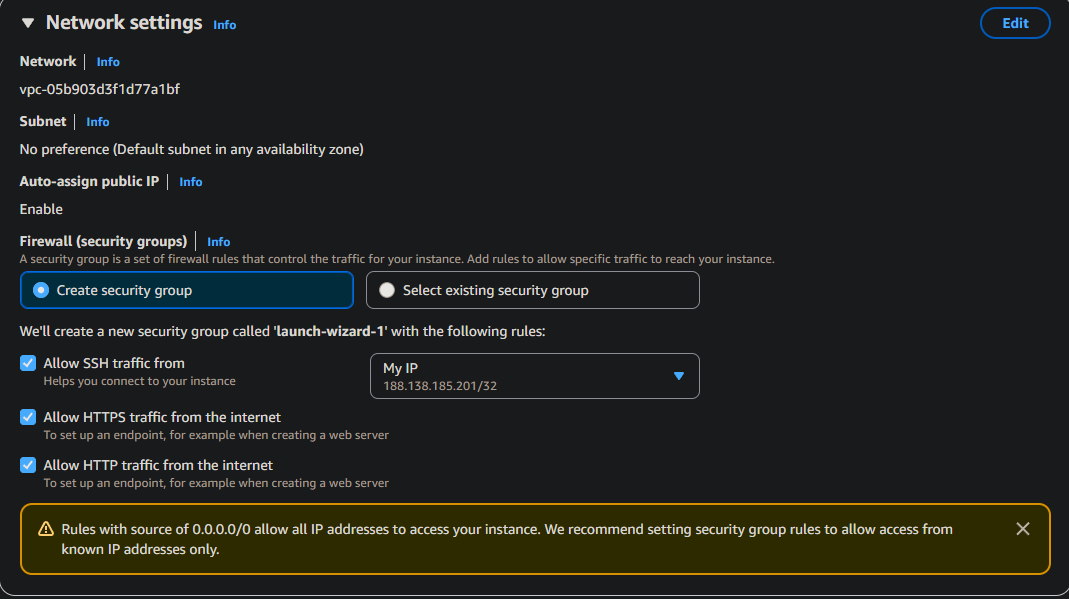 Network settings Info
Edit
Network Info
vpc-05b903d3f1d77a1bf
Subnet Info
No preference (Default subnet in any availability zone)
Auto-assign public IP Info
Enable
Firewall (security groups) Info
A security group is a set of firewall rules that control the traffic for your instance. Add rules to allow specific traffic to reach your instance.
Create security group
Select existing security group
We'll create a new security group called 'launch-wizard-1' with the following rules:
Allow SSH traffic from
Helps you connect to your instance
My IP
188.138.185.201/32
Allow HTTPS traffic from the internet
To set up an endpoint, for example when creating a web server
Allow HTTP traffic from the internet
To set up an endpoint, for example when creating a web server
Rules with source of 0.0.0.0/0 allow all IP addresses to access your instance. We recommend setting security group rules to allow access from
known IP addresses only.